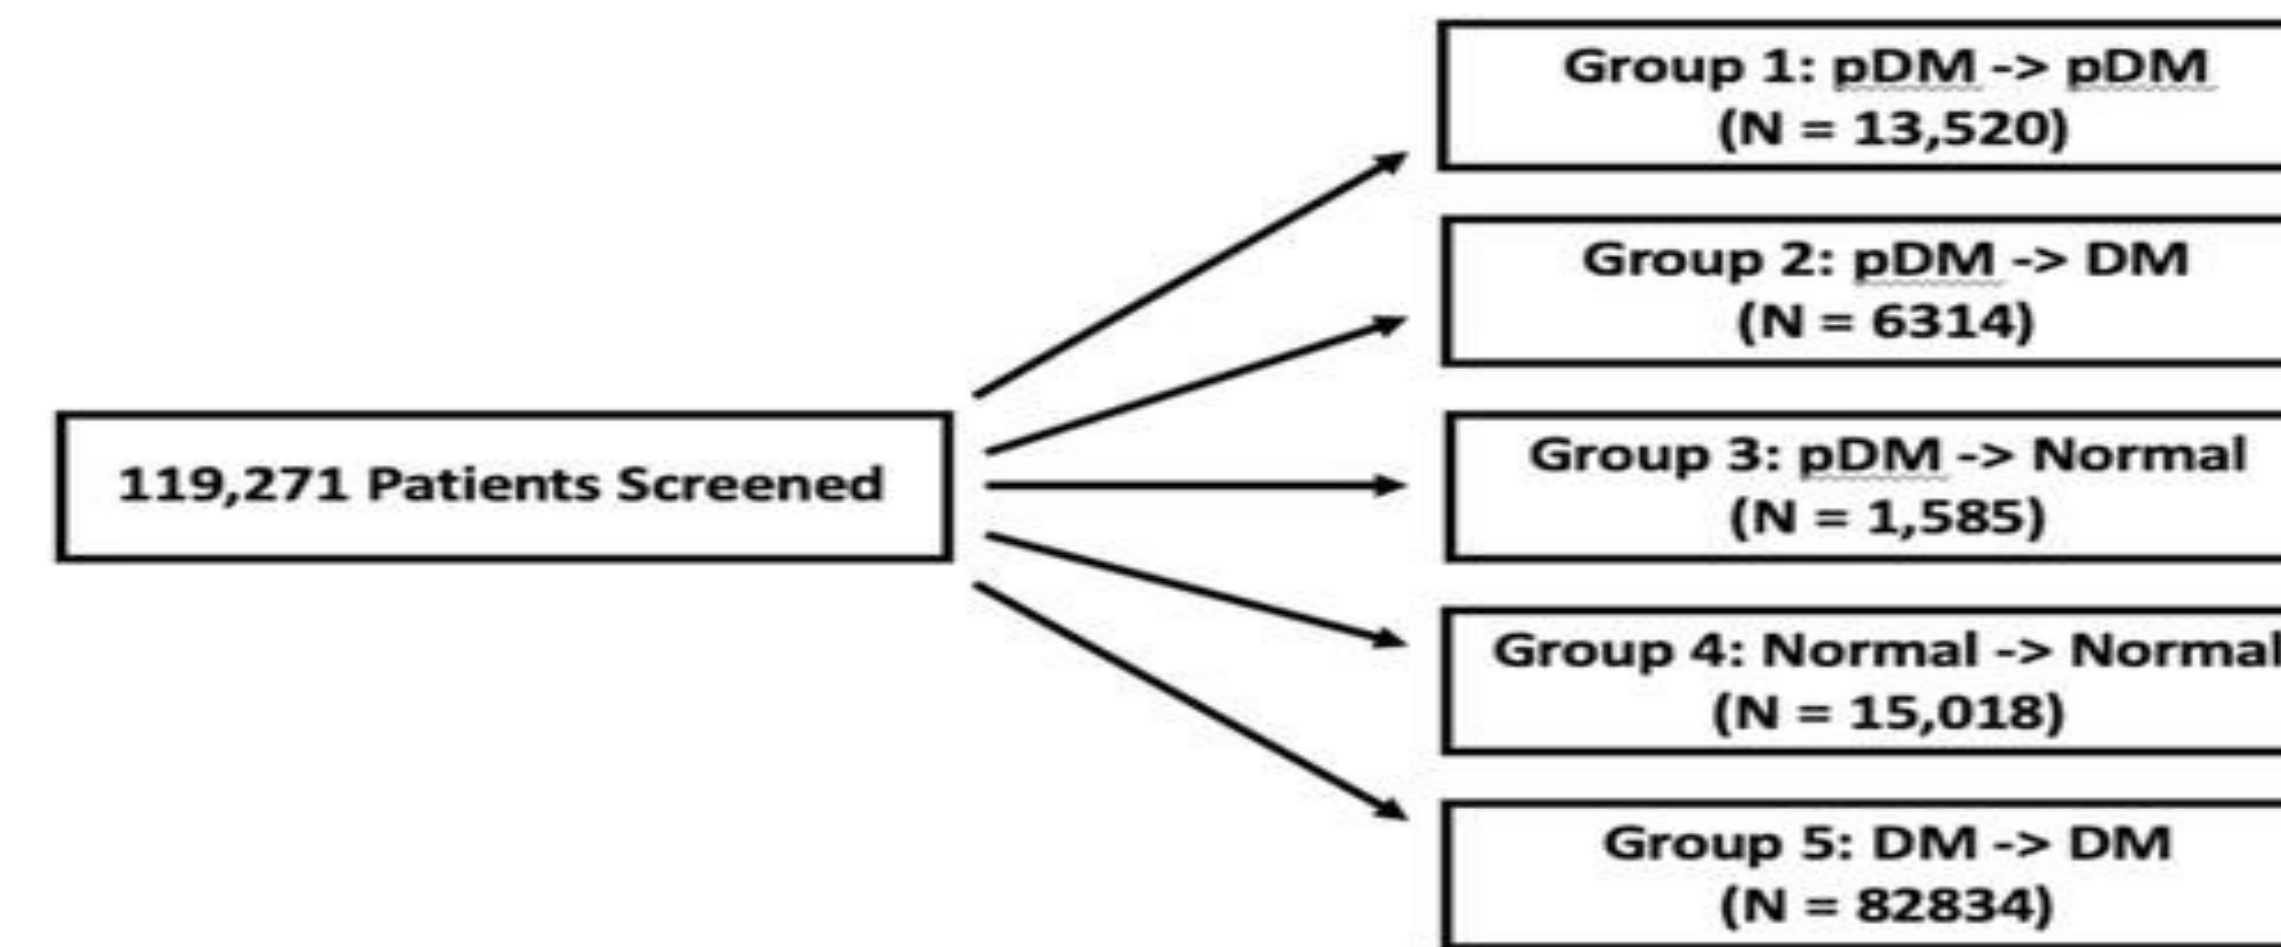 Group 1: pDM -> pDM
(N = 13,520)
Group 2: pDM -> DM
(N = 6314)
119,271 Patients Screened
Group 3: pDM -> Normal
(N = 1,585)
Group 4: Normal -> Normal
(N = 15,018)
Group 5: DM -> DM
(N = 82834)